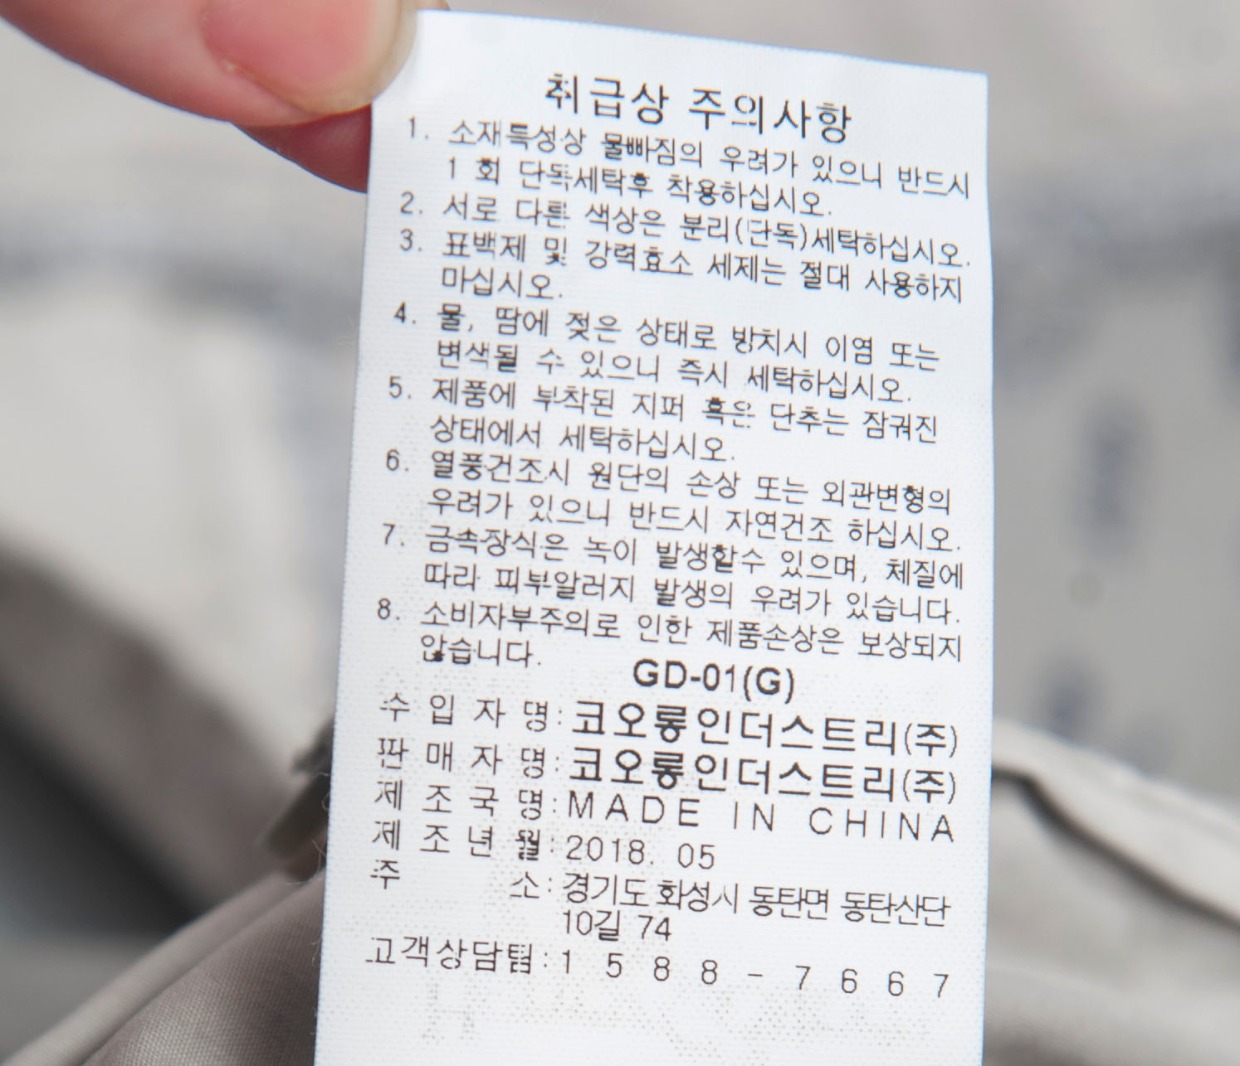 취급상 주의사항
1. 소재특성상 물빠짐의 우려가 있으니 반드시
1 회 단독세탁후 착용하십시오.
2. 서로 다른 색상은 분리(단독)세탁하십시오.
3. 표백제 및 강력효소 세제는 절대 사용하지
마십시오.
4. 물, 땀에 젖은 상태로 방치시 이염 또는
변색될 수 있으니 즉시 세탁하십시오.
5. 제품에 부착된 지퍼 혹은 단추는 잠궈진
상태에서 세탁하십시오.
6. 열풍건조시 원단의 손상 또는 외관변형의
우려가 있으니 반드시 자연건조 하십시오.
7. 금속장식은 녹이 발생할수 있으며, 체질에
따라 피부알러지 발생의 우려가 있습니다.
8. 소비자부주의로 인한 제품손상은 보상되지
않습니다.
GD-01(G)
수 입 자 명 : 코오롱인더스트리(주)
판 매 자 명 : 코오롱인더스트리(주)
제 조 국 명 : MADE IN CHINA
제 조 년 월 : 2018. 05
주 소 : 경기도 화성시 동탄면 동탄산단
10길 74
고객상담팀 : 1 5 8 8 - 7 6 6 7